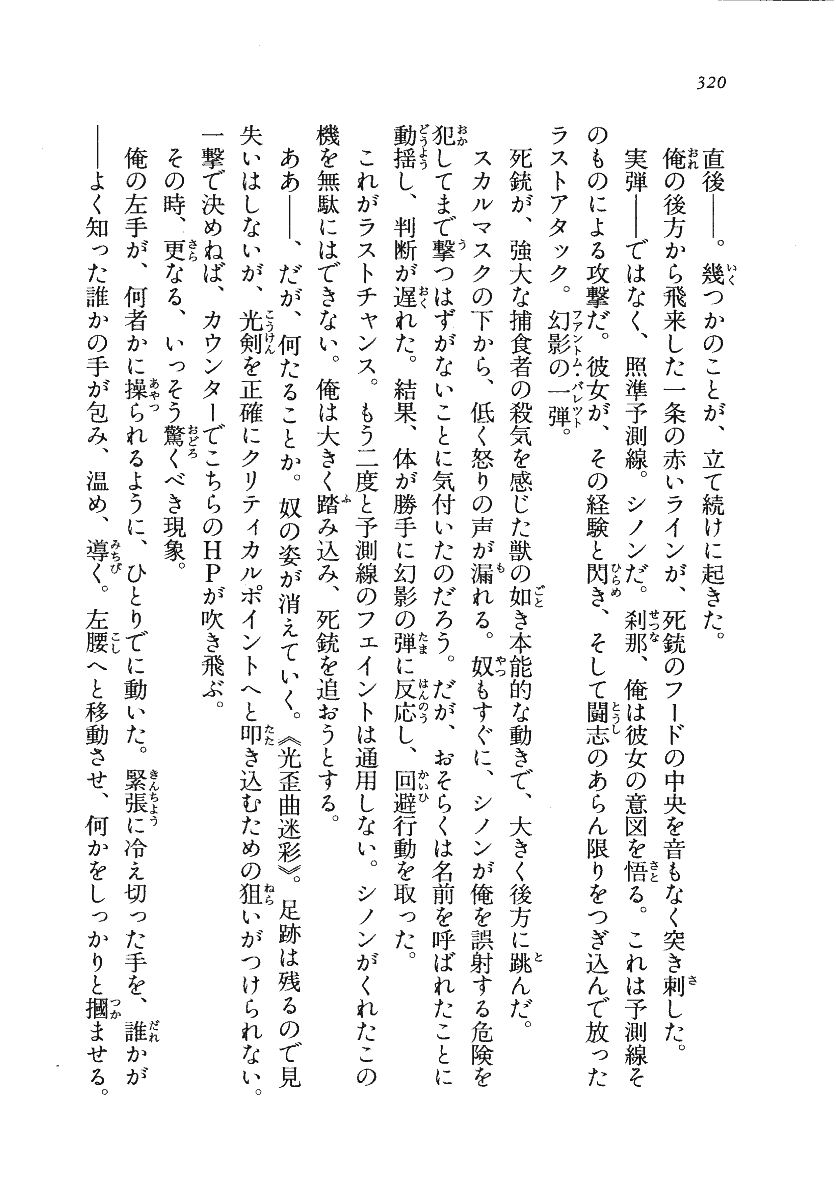 320
直後――。幾つかのことが、立て続けに起きた。
俺の後方から飛来した一条の赤いラインが、死銃のフードの中央を音もなく突き刺した。
実弾――ではなく、照準予測線。シノンだ。刹那、俺は彼女の意図を悟る。これは予測線そ
のものによる攻撃だ。彼女が、その経験と閃き、そして闘志のあらん限りをつぎ込んで放った
ラストアタック。幻影の一弾。
死銃が、強大な捕食者の殺気を感じた獣の如き本能的な動きで、大きく後方に跳んだ。
スカルマスクの下から、低く怒りの声が漏れる。奴もすぐに、シノンが俺を誤射する危険を
犯してまで撃つはずがないことに気付いたのだろう。だが、おそらくは名前を呼ばれたことに
動揺し、判断が遅れた。結果、体が勝手に幻影の弾に反応し、回避行動を取った。
これがラストチャンス。もう二度と予測線のフェイントは通用しない。シノンがくれたこの
機を無駄にはできない。俺は大きく踏み込み、死銃を追おうとする。
ああ――、だが、何たることか。奴の姿が消えていく。《光歪曲迷彩》。足跡は残るので見
失いはしないが、光剣を正確にクリティカルポイントへと叩き込むための狙いがつけられない。
一撃で決めねば、カウンターでこちらのHPが吹き飛ぶ。
その時、更なる、いっそう驚くべき現象。
俺の左手が、何者かに操られるように、ひとりでに動いた。緊張に冷え切った手を、誰かが
――よく知った誰かの手が包み、温め、導く。左腰へと移動させ、何かをしっかりと摑ませる。